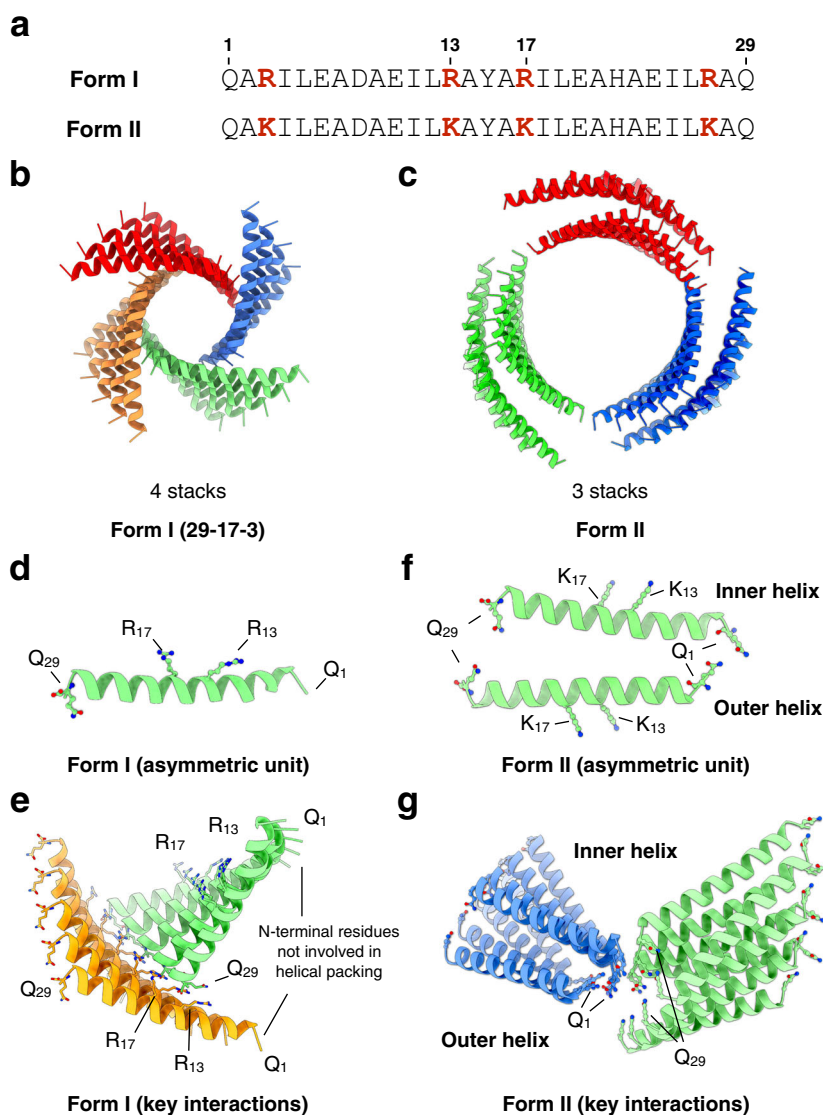 a
1 13 17 29
Form I QARILEADAEILRAYARILEAHAEILRAQ
Form II QAKILEADAEILKAYAKILEAHAEILKAQ
b
c
4 stacks
3 stacks
Form I (29-17-3)
Form II
d
R17
R13
Q29
Q1
Form I (asymmetric unit)
f
K17
K13
Inner helix
Q29
Q1
Outer helix
K17
K13
Form II (asymmetric unit)
e
R17
R13
Q1
N-terminal residues
not involved in
helical packing
Q29
Q29
R17
R13
Q1
Form I (key interactions)
g
Inner helix
Q1
Outer helix
Q29
Form II (key interactions)